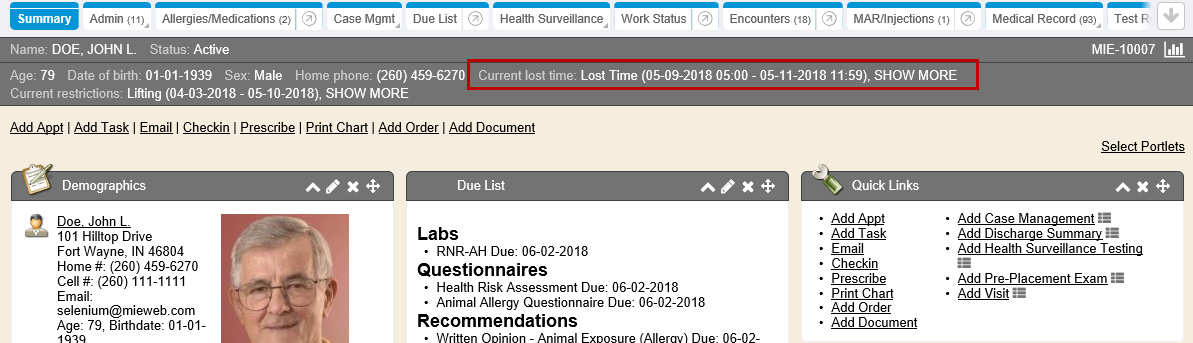 Summary Admin (11) Allergies/Medications (2) Case Mgmt Due List Health Surveillance Work Status Encounters (18) MAR/Injections (1) Medical Record (93) Test R
Name: DOE, JOHN L. Status: Active MIE-10007
Age: 79 Date of birth: 01-01-1939 Sex: Male Home phone: (260) 459-6270 Current lost time: Lost Time (05-09-2018 05:00 - 05-11-2018 11:59), SHOW MORE
Current restrictions: Lifting (04-03-2018 - 05-10-2018), SHOW MORE
Add Appt | Add Task | Email | Checkin | Prescribe | Print Chart | Add Order | Add Document
Select Portlets
Demographics
Doe, John L.
101 Hilltop Drive
Fort Wayne, IN 46804
Home #: (260) 459-6270
Cell #: (260) 111-1111
Email:
selenium@mieweb.com
Age: 79, Birthdate: 01-01-
1939
Due List
Labs
• RNR-AH Due: 06-02-2018
Questionnaires
• Health Risk Assessment Due: 06-02-2018
• Animal Allergy Questionnaire Due: 06-02-2018
Recommendations
• Written Opinion - Animal Exposure (Allergy) Due: 06-02-
Quick Links
• Add Appt
• Add Task
• Email
• Checkin
• Prescribe
• Print Chart
• Add Order
• Add Document
• Add Case Management
• Add Discharge Summary
• Add Health Surveillance Testing
• Add Pre-Placement Exam
• Add Visit